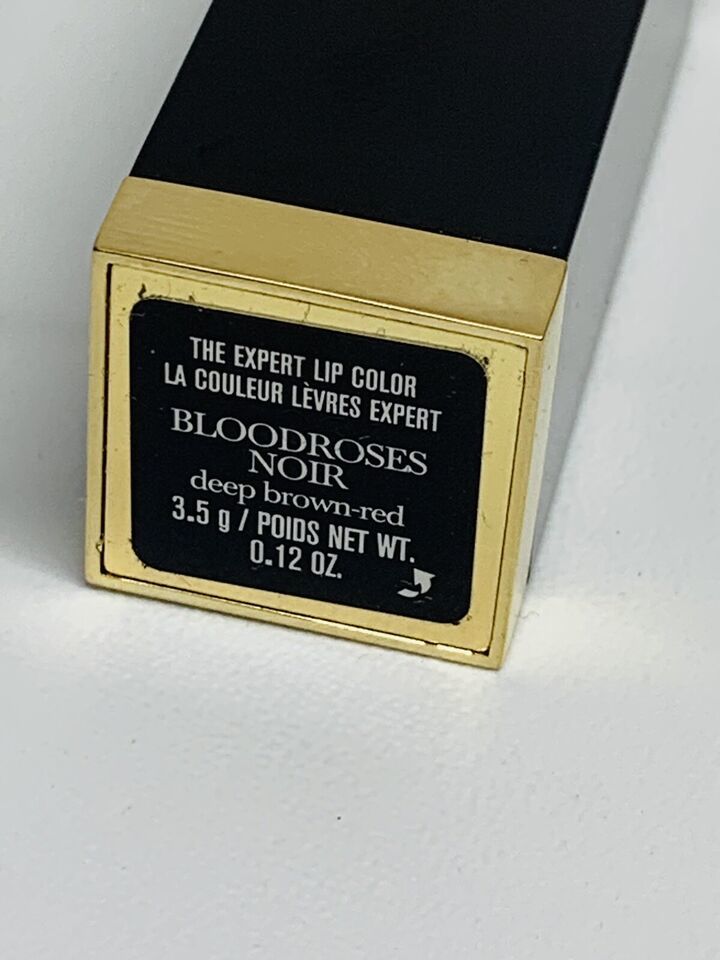 THE EXPERT LIP COLOR
LA COULEUR LÈVRES EXPERT
BLOODROSES
NOIR
deep brown-red
3.5 g / POIDS NET WT.
0.12 OZ.